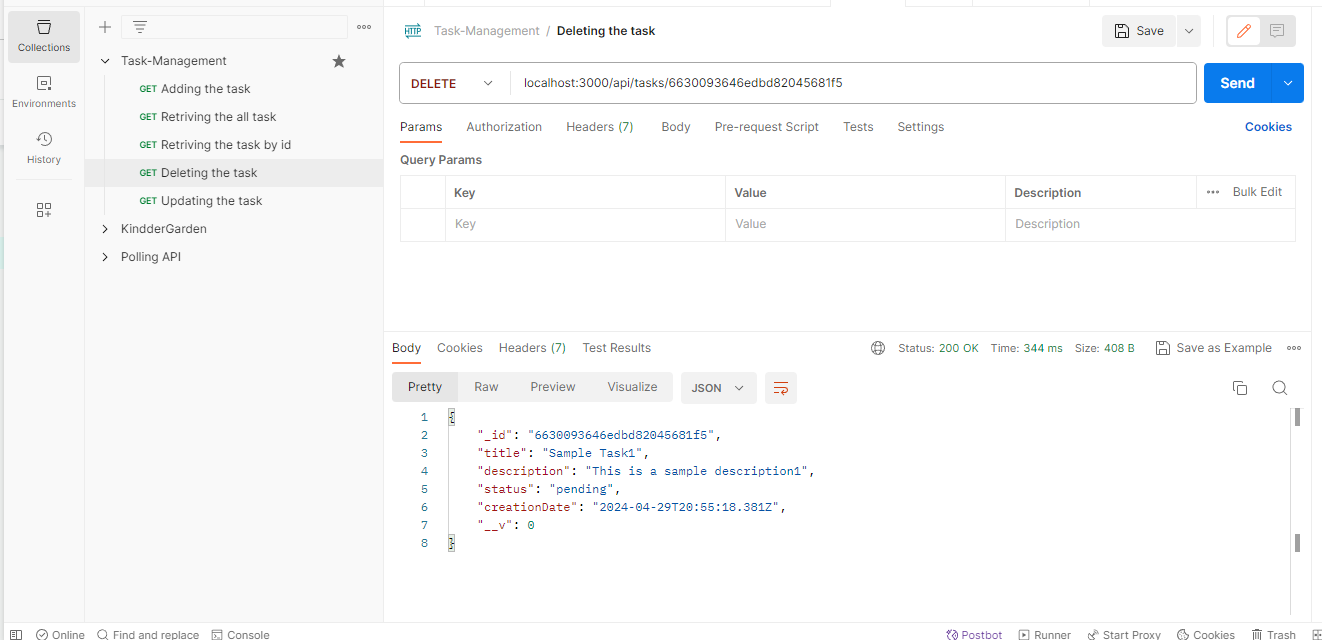 Collections
Environments
History
Task-Management
GET Adding the task
GET Retriving the all task
GET Retriving the task by id
GET Deleting the task
GET Updating the task
KindderGarden
Polling API
HTTP Task-Management / Deleting the task
Save
DELETE localhost:3000/api/tasks/6630093646edbd82045681f5
Send
Params Authorization Headers (7) Body Pre-request Script Tests Settings Cookies
Query Params
Key Value Description Bulk Edit
Key Value Description
Body Cookies Headers (7) Test Results Status: 200 OK Time: 344 ms Size: 408 B Save as Example
Pretty Raw Preview Visualize JSON
1 {
2 "_id": "6630093646edbd82045681f5",
3 "title": "Sample Task1",
4 "description": "This is a sample description1",
5 "status": "pending",
6 "creationDate": "2024-04-29T20:55:18.381Z",
7 "__v": 0
8 }
Online Find and replace Console Postbot Runner Start Proxy Cookies Trash